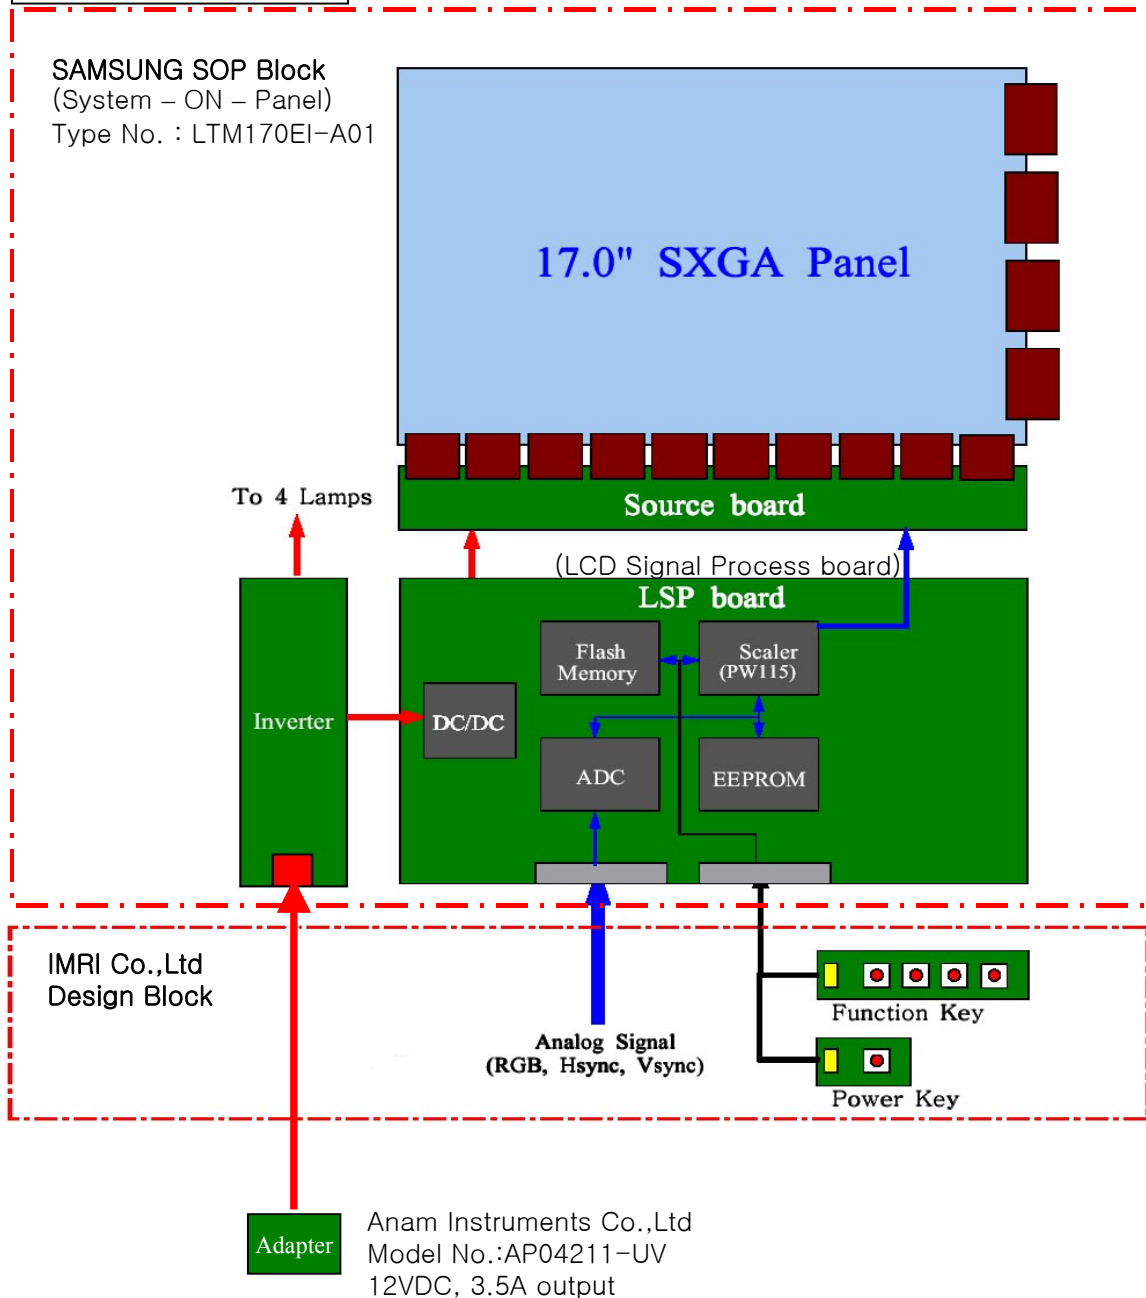 SAMSUNG SOP Block
(System – ON – Panel)
Type No. : LTM170EI-A01
17.0" SXGA Panel
To 4 Lamps
Source board
(LCD Signal Process board)
LSP board
Flash
Memory
Scaler
(PW115)
Inverter
DC/DC
ADC
EEPROM
IMRI Co.,Ltd
Design Block
Function Key
Analog Signal
(RGB, Hsync, Vsync)
Power Key
Adapter
Anam Instruments Co.,Ltd
Model No.:AP04211-UV
12VDC, 3.5A output